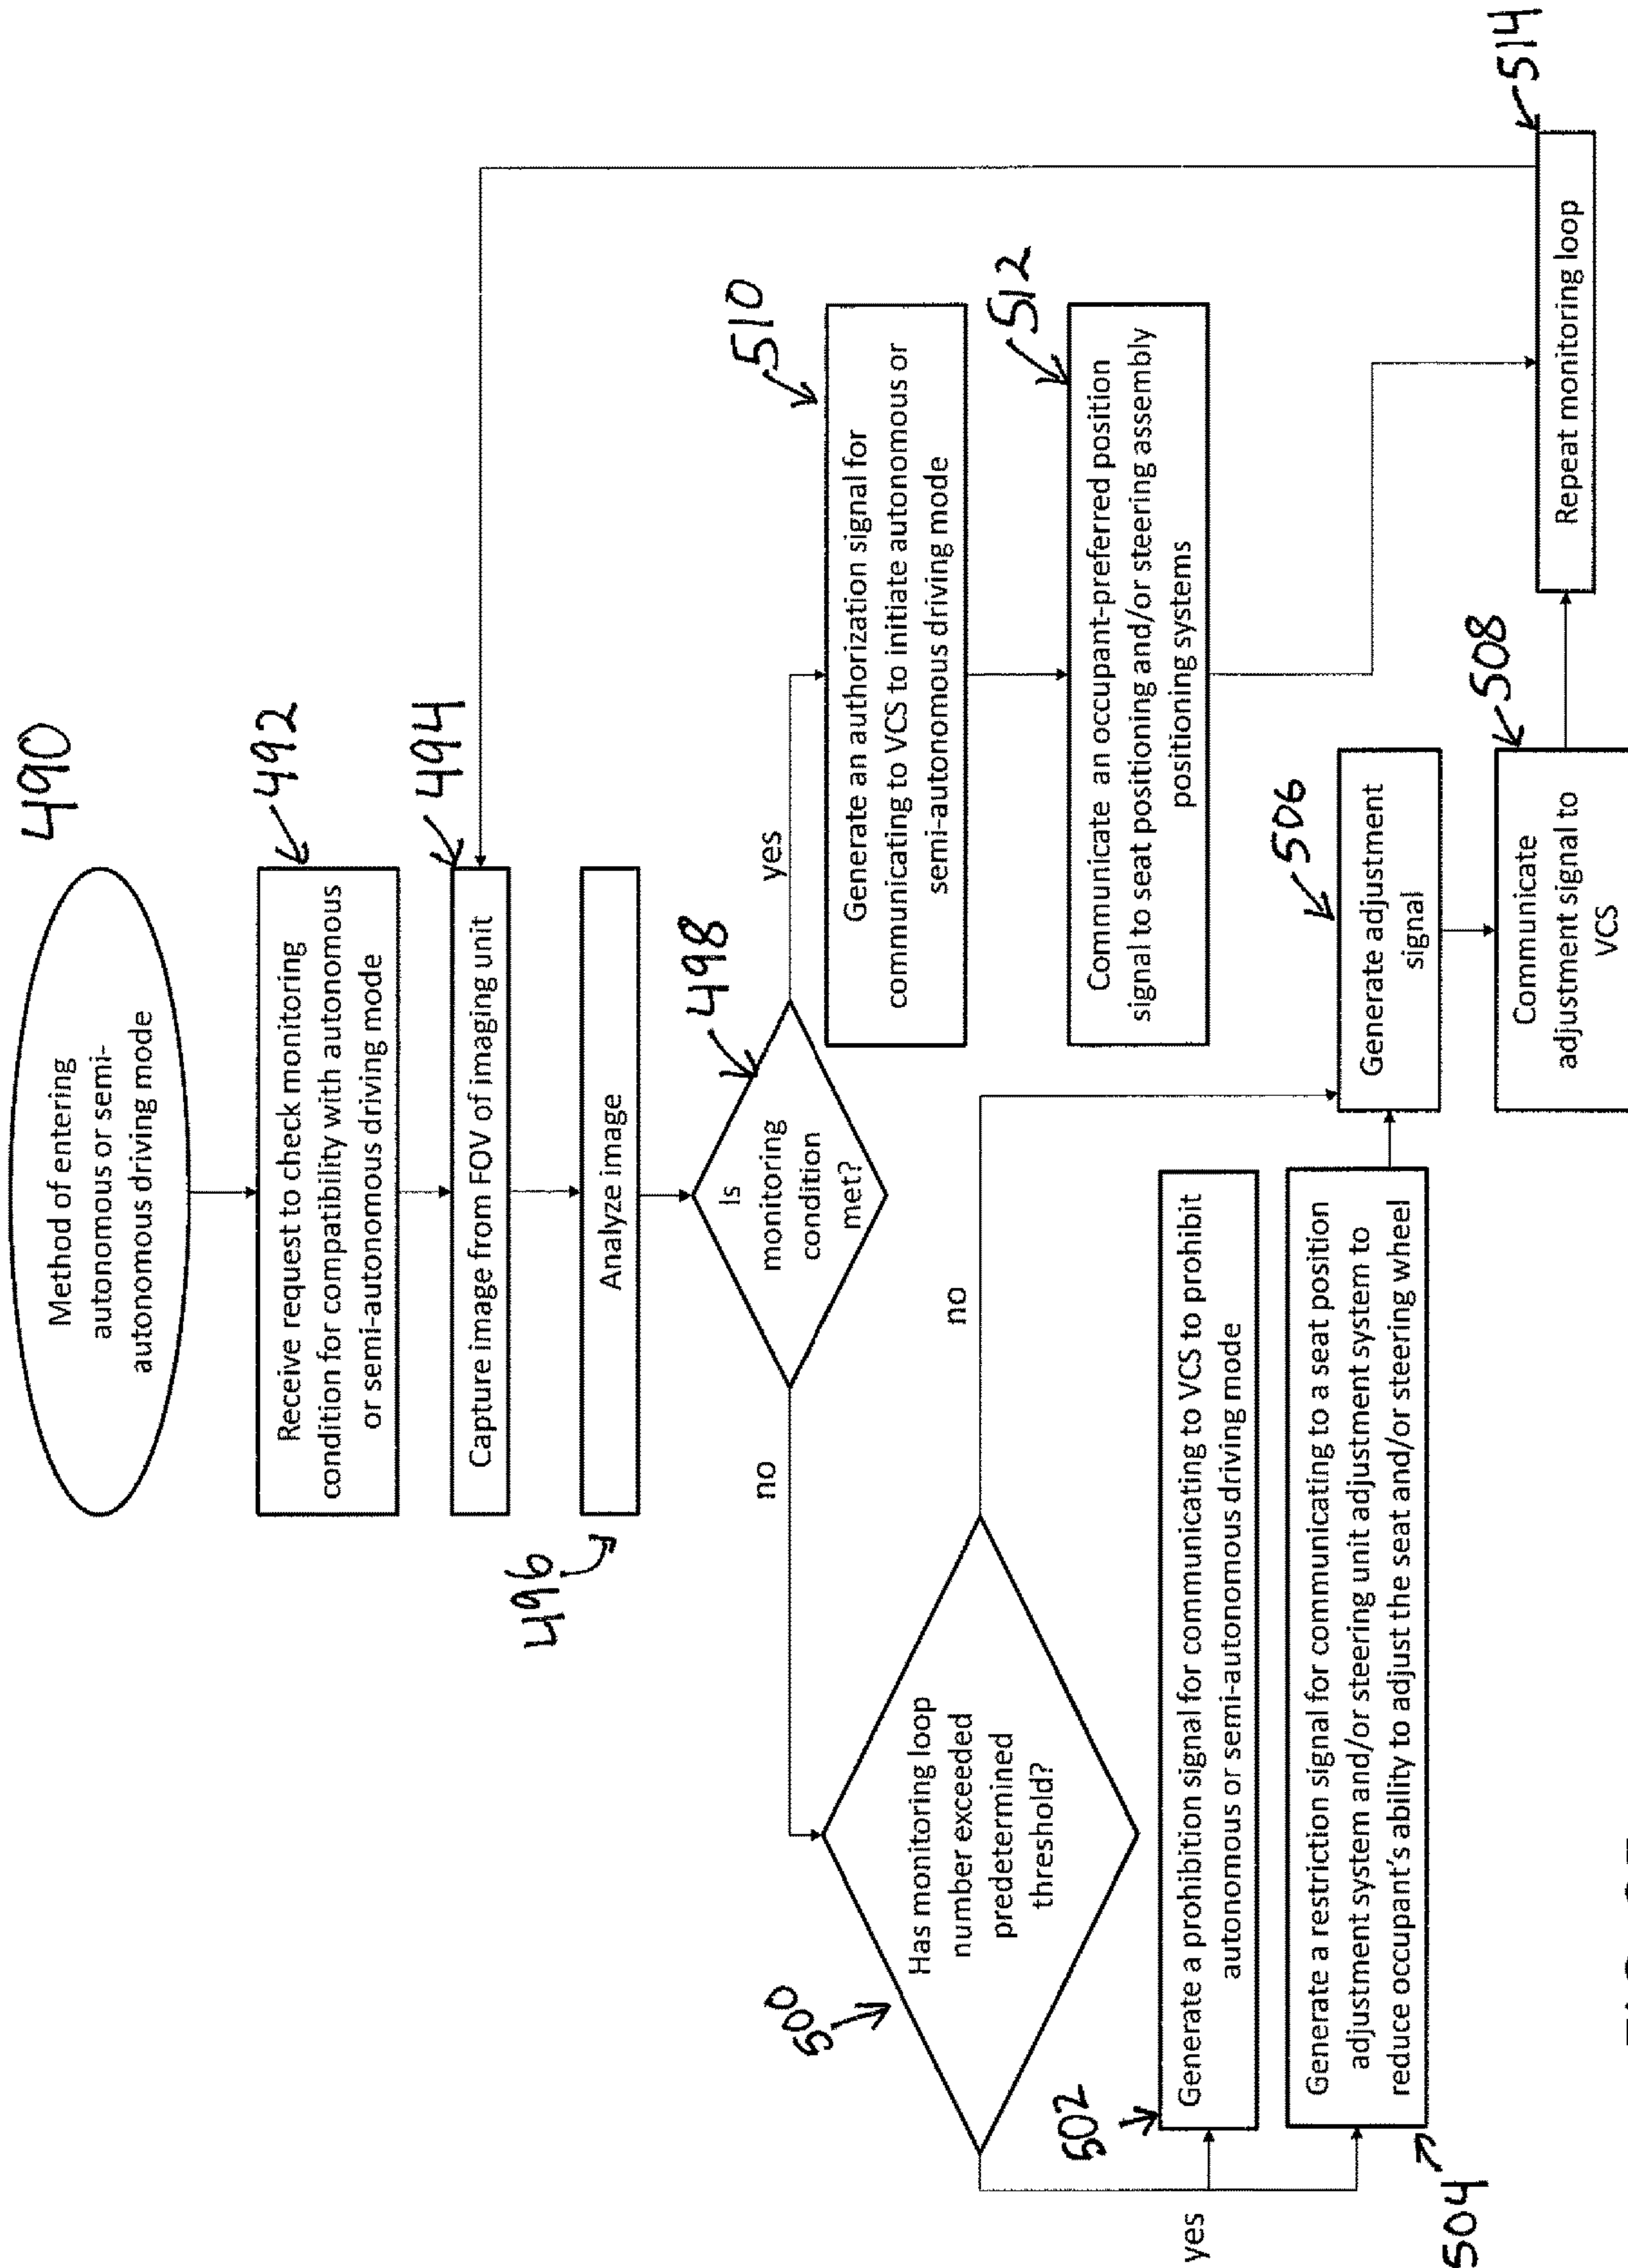 490
Method of entering
autonomous or semi-
autonomous driving mode
492
Receive request to check monitoring
condition for compatibility with autonomous
or semi-autonomous driving mode
494
Capture image from FOV of imaging unit
496
Analyze image
498
Is
monitoring
condition
met?
no
yes
500
Has monitoring loop
number exceeded
predetermined
threshold?
no
yes
510
Generate an authorization signal for
communicating to VCS to initiate autonomous or
semi-autonomous driving mode
512
Communicate an occupant-preferred position
signal to seat positioning and/or steering assembly
positioning systems
502
Generate a prohibition signal for communicating to VCS to prohibit
autonomous or semi-autonomous driving mode
504
Generate a restriction signal for communicating to a seat position
adjustment system and/or steering unit adjustment system to
reduce occupant's ability to adjust the seat and/or steering wheel
506
Generate adjustment
signal
508
Communicate
adjustment signal to
VCS
514
Repeat monitoring loop